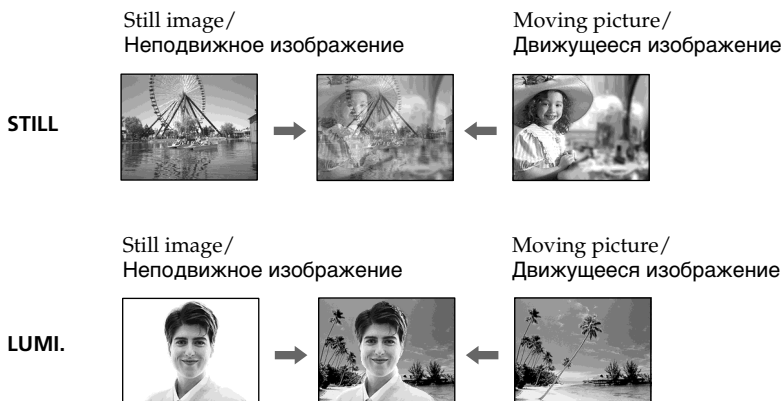 Still image/
Неподвижное изображение
Moving picture/
Движущееся изображение
STILL
Still image/
Неподвижное изображение
Moving picture/
Движущееся изображение
LUMI.